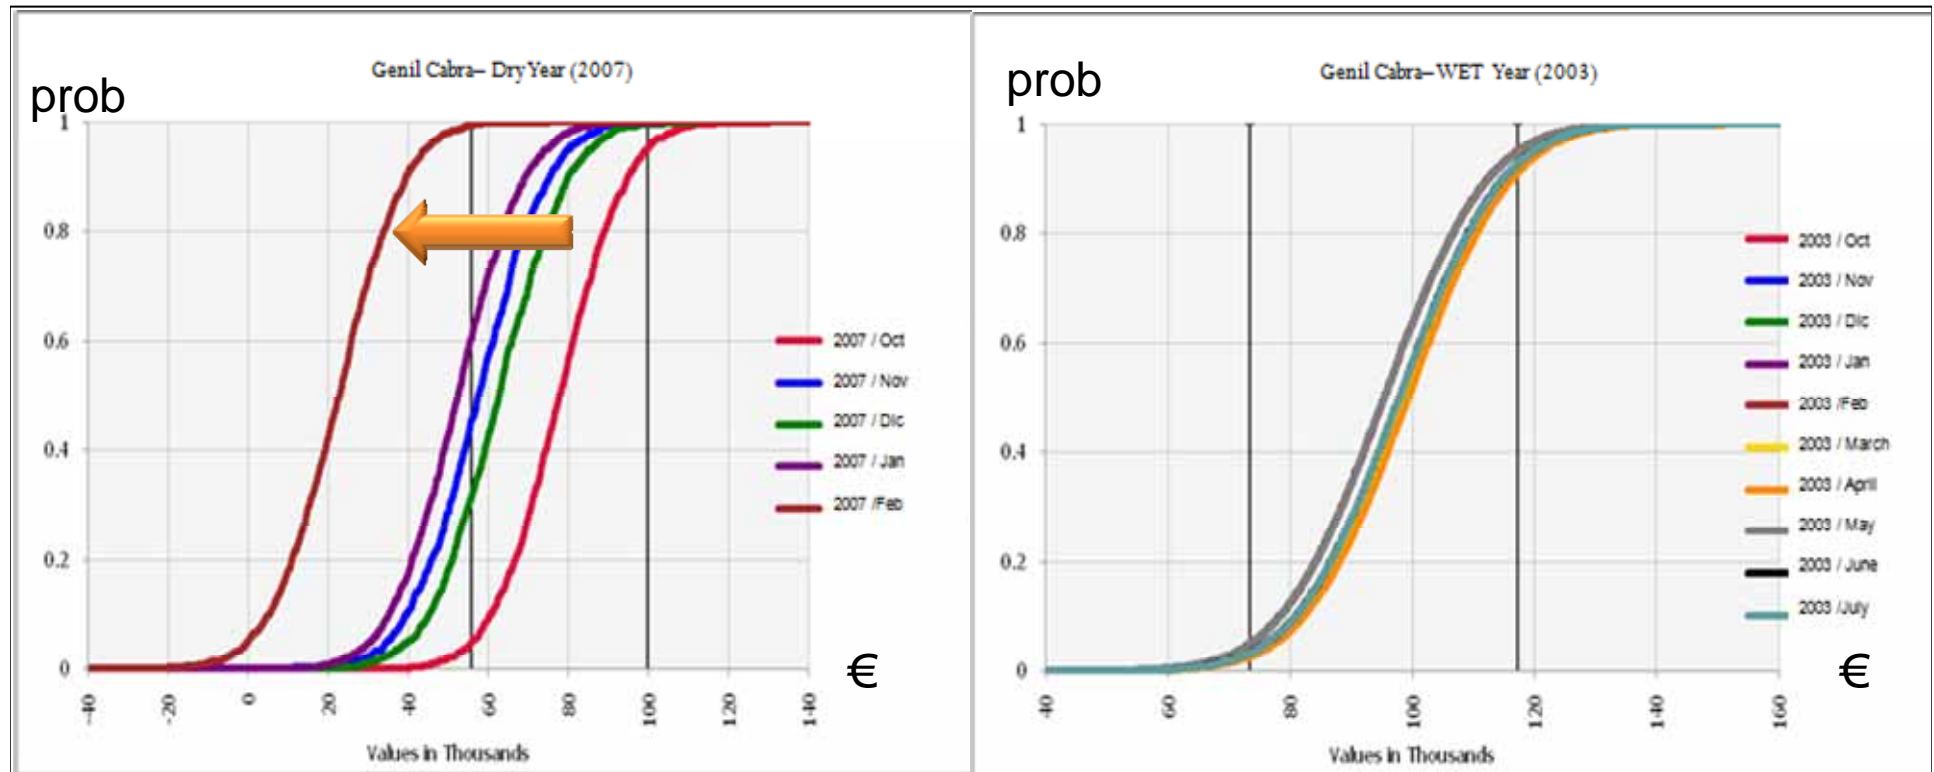 Genil Cabra– Dry Year (2007)
prob
1
0.8
0.6
0.4
0.2
0
-40
-20
0
20
40
60
80
100
120
140
Values in Thousands
€
2007 / Oct
2007 / Nov
2007 / Dic
2007 / Jan
2007 /Feb
Genil Cabra–WET Year (2003)
prob
1
0.8
0.6
0.4
0.2
0
40
60
80
100
120
140
160
Values in Thousands
€
2003 / Oct
2003 / Nov
2003 / Dic
2003 / Jan
2003 /Feb
2003 / March
2003 / April
2003 / May
2003 / June
2003 /July